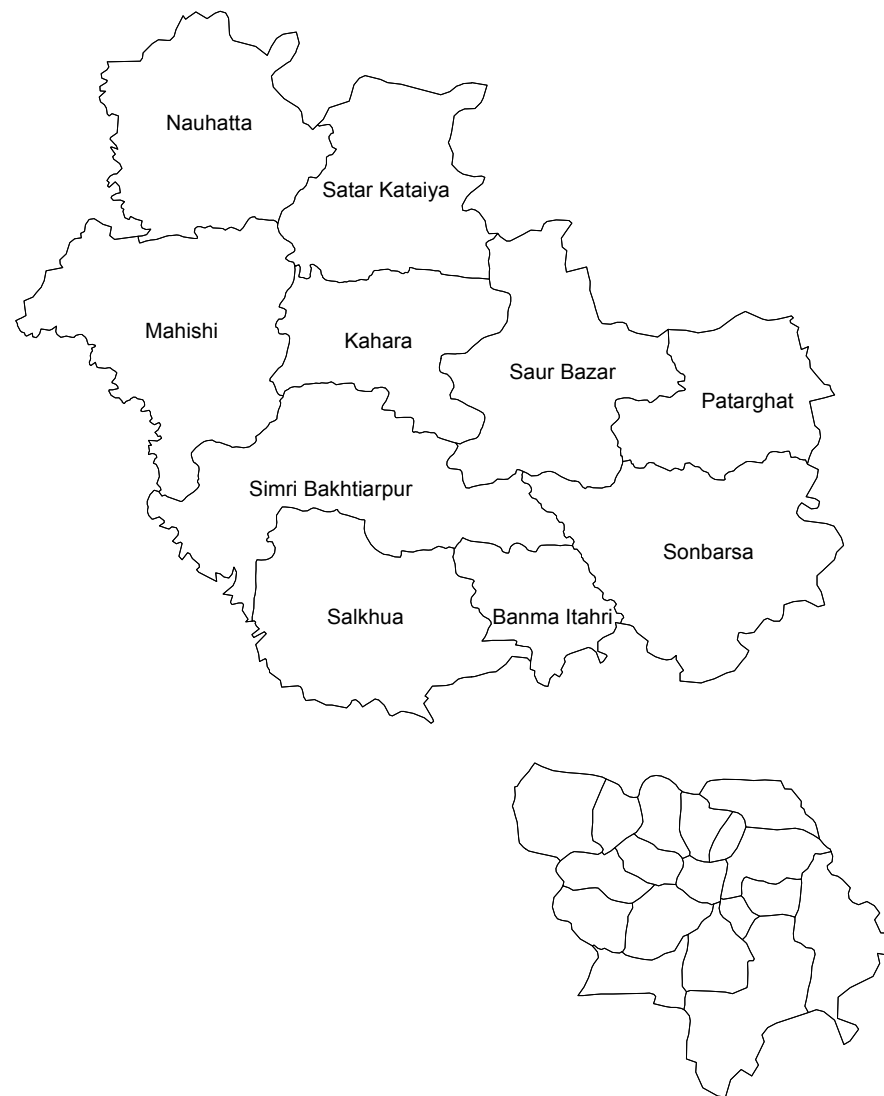 Nauhatta
Satar Kataiya
Mahishi
Kahara
Saur Bazar
Patarghat
Simri Bakhtiarpur
Sonbarsa
Salkhua
Banma Itahri